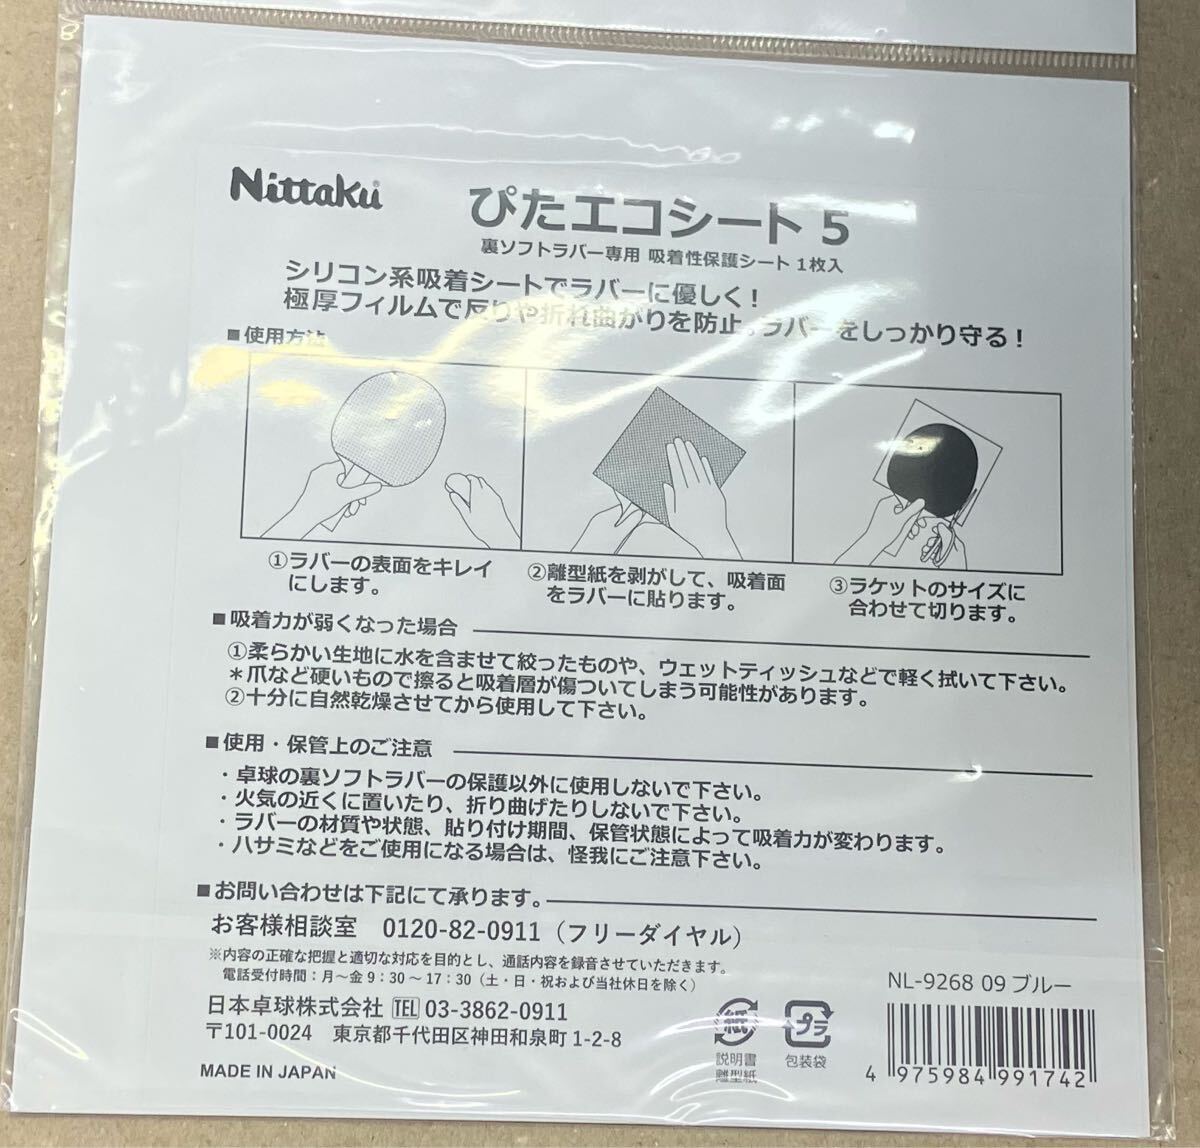 Nittaku
ぴたエコシート 5
裏ソフトラバー専用 吸着性保護シート 1枚入
シリコン系吸着シートでラバーに優しく!
極厚フィルムで反りや折れ曲がりを防止。ラバーをしっかり守る!
■使用方法
①ラバーの表面をキレイ
にします。
②離型紙を剥がして、吸着面
をラバーに貼ります。
③ラケットのサイズに
合わせて切ります。
■吸着力が弱くなった場合
①柔らかい生地に水を含ませて絞ったものや、ウェットティッシュなどで軽く拭いて下さい。
*爪など硬いもので擦ると吸着層が傷ついてしまう可能性があります。
②十分に自然乾燥させてから使用して下さい。
■使用・保管上のご注意
・卓球の裏ソフトラバーの保護以外に使用しないで下さい。
・火気の近くに置いたり、折り曲げたりしないで下さい。
・ラバーの材質や状態、貼り付け期間、保管状態によって吸着力が変わります。
・ハサミなどをご使用になる場合は、怪我にご注意下さい。
■お問い合わせは下記にて承ります。
お客様相談室 0120-82-0911(フリーダイヤル)
※内容の正確な把握と適切な対応を目的とし、通話内容を録音させていただきます。
電話受付時間:月〜金 9:30〜17:30(土・日・祝および当社休日を除く)
日本卓球株式会社 TEL 03-3862-0911
〒101-0024 東京都千代田区神田和泉町1-2-8
MADE IN JAPAN
紙
説明書
離型紙
プラ
包装袋
NL-9268 09 ブルー
4 975984 991742